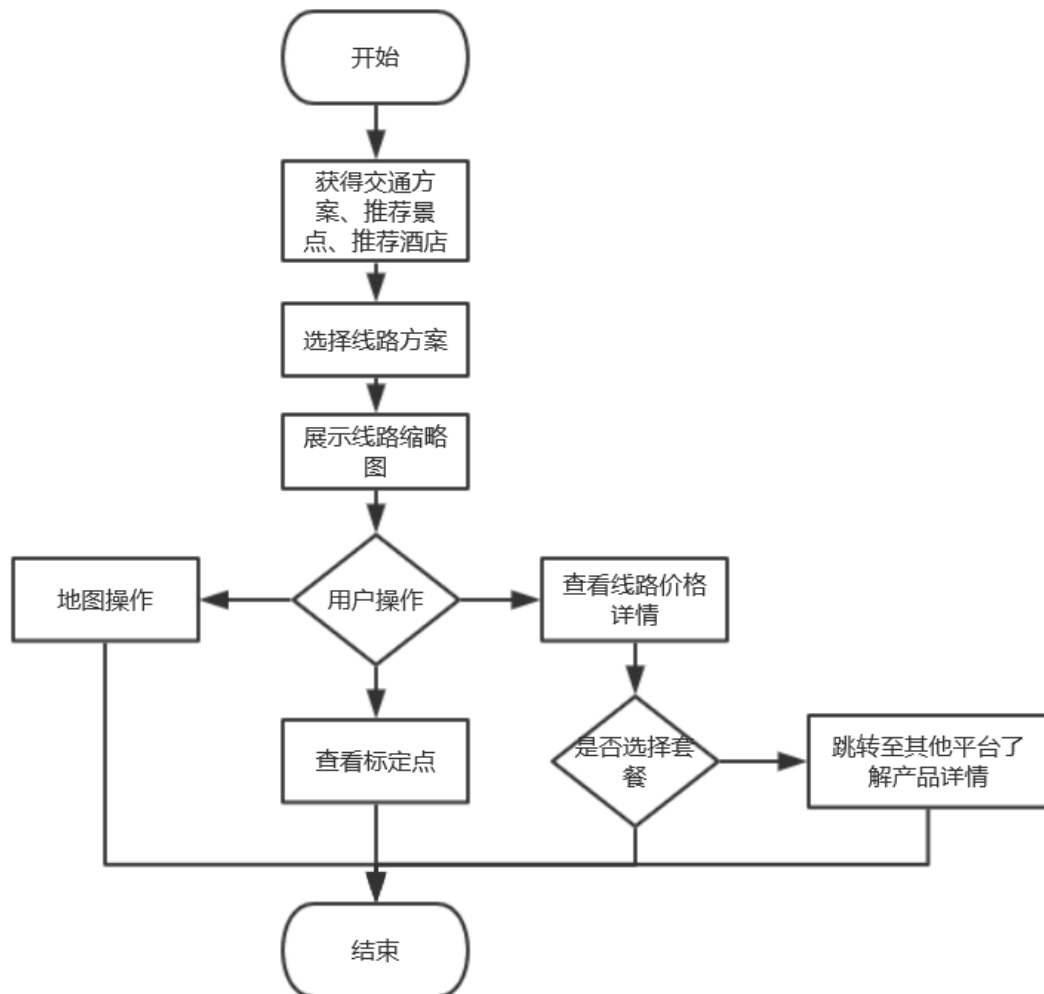 开始
获得交通方
案、推荐景
点、推荐酒店
选择线路方案
展示线路缩略
图
地图操作
用户操作
查看线路价格
详情
查看标定点
是否选择套
餐
跳转至其他平台了
解产品详情
结束